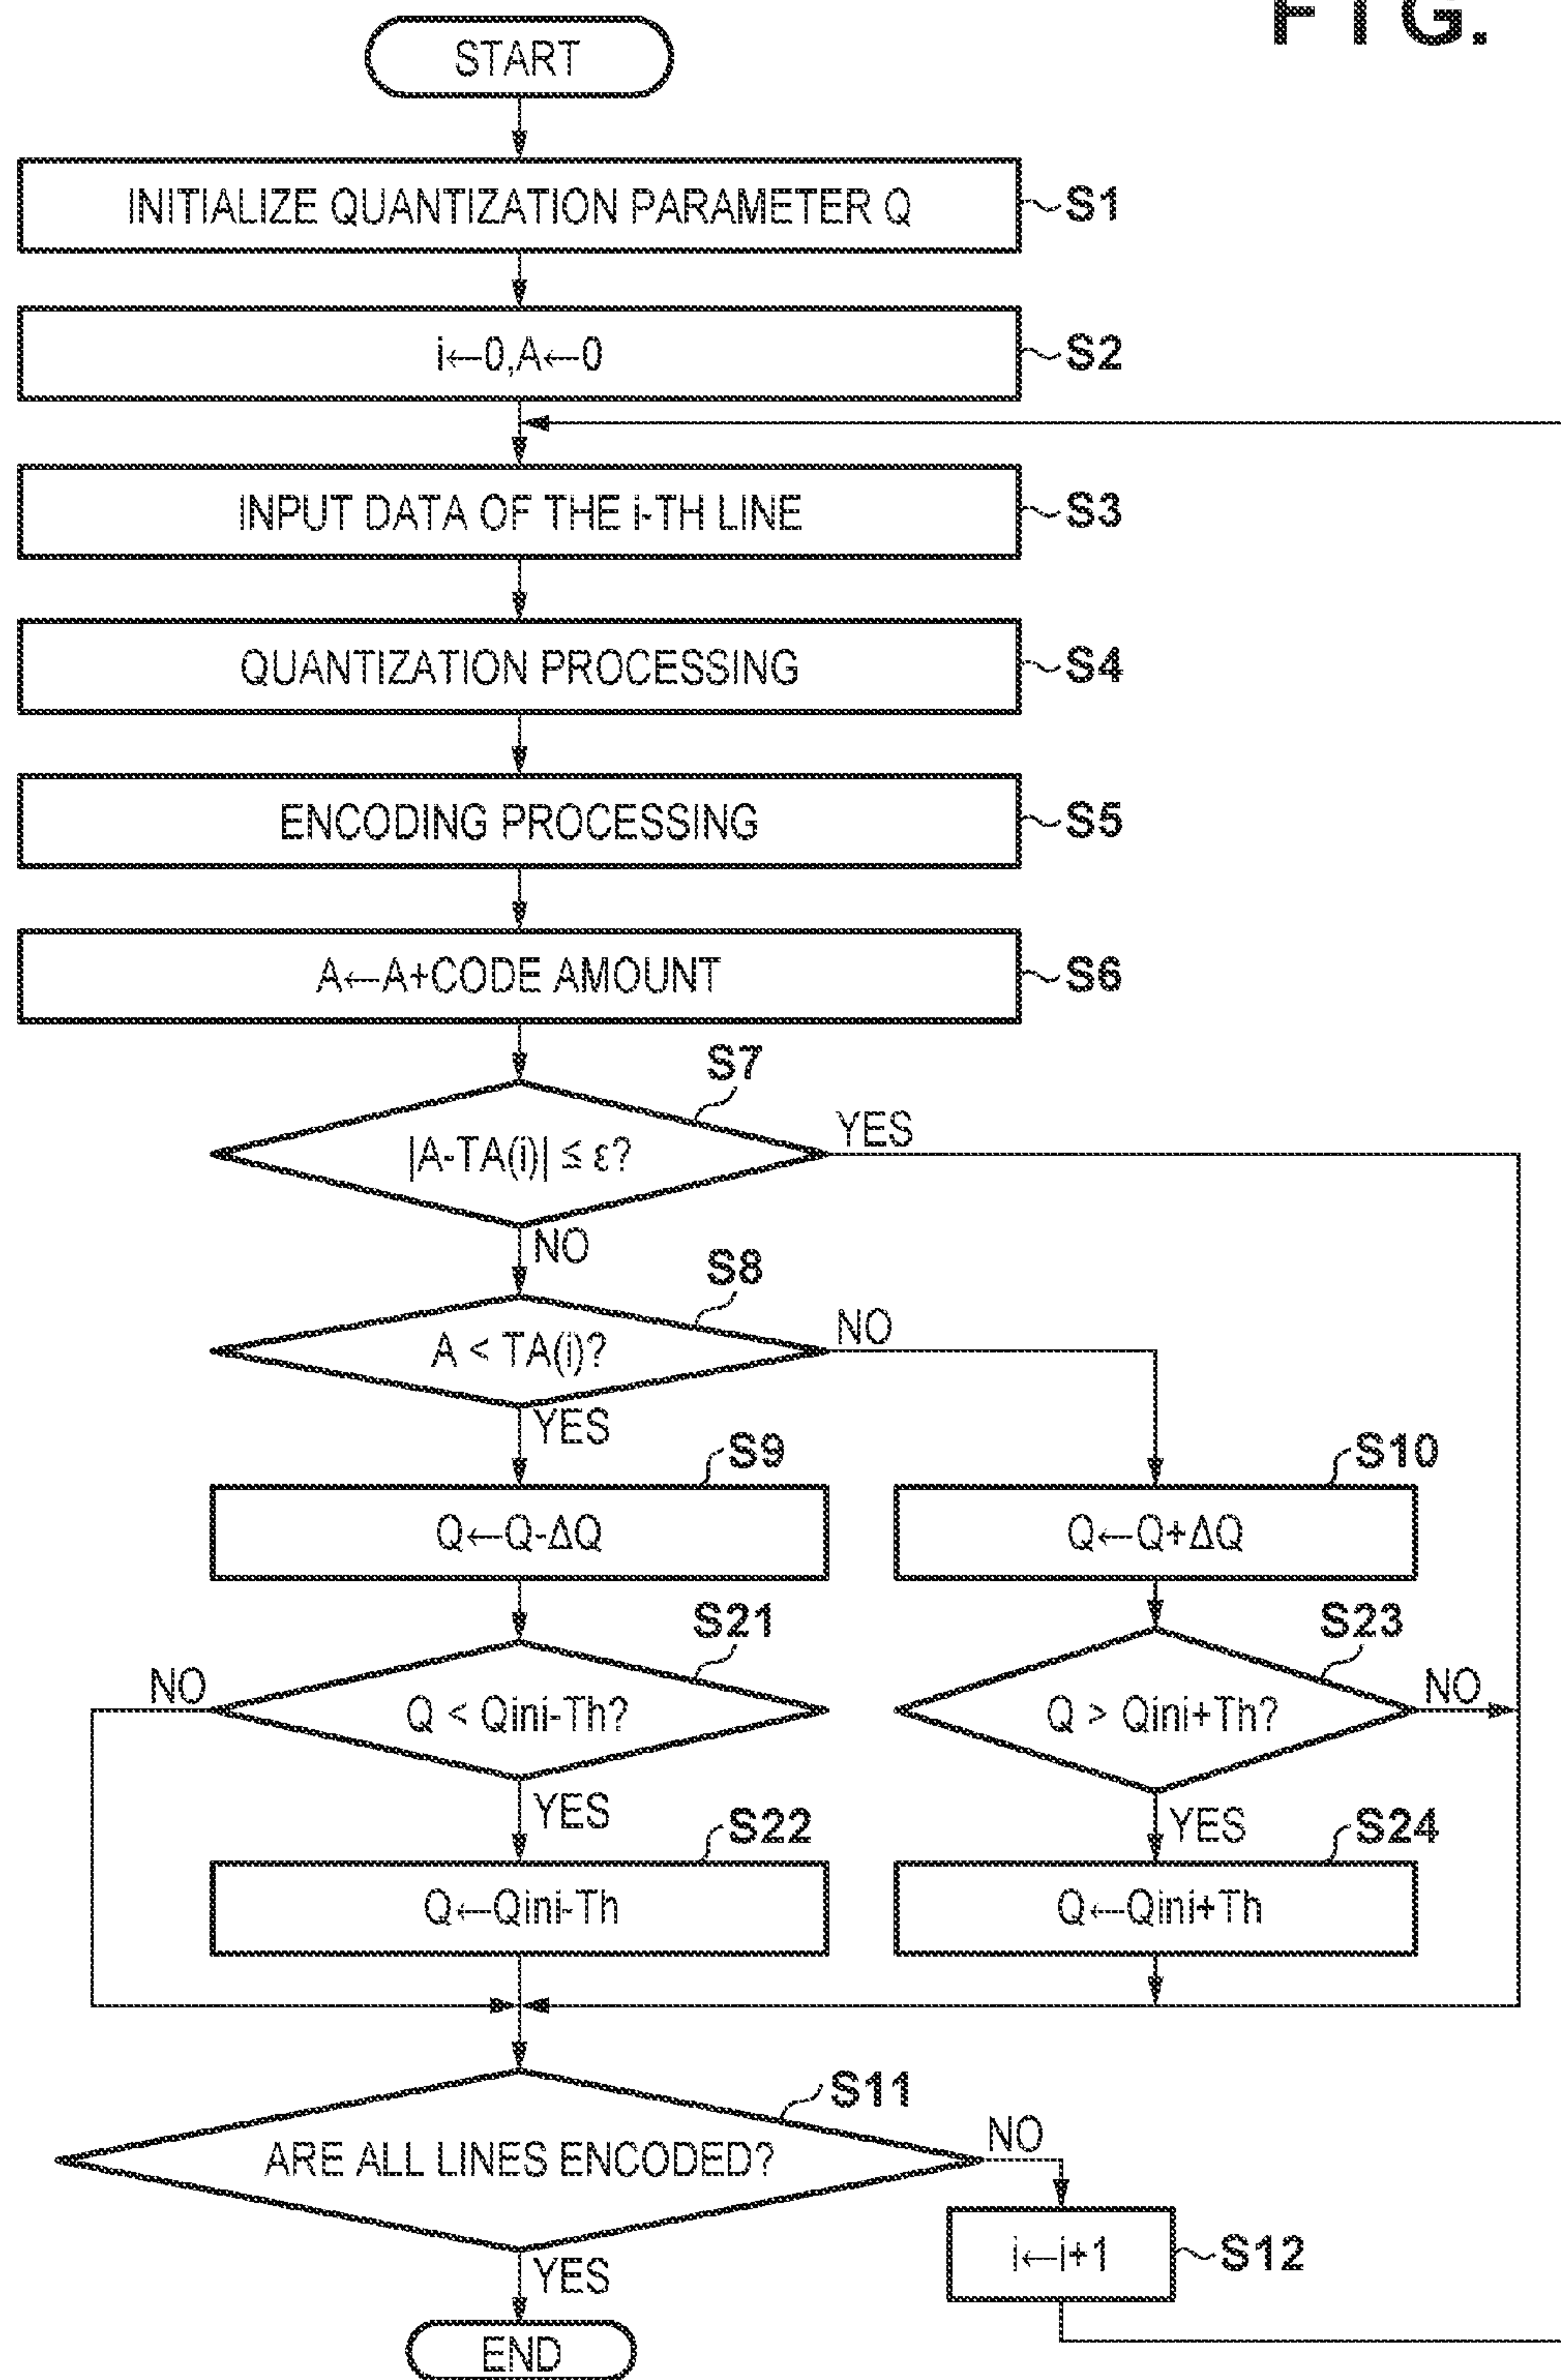 FIG.
START
INITIALIZE QUANTIZATION PARAMETER Q
S1
i←0,A←0
S2
INPUT DATA OF THE i-TH LINE
S3
QUANTIZATION PROCESSING
S4
ENCODING PROCESSING
S5
A←A+CODE AMOUNT
S6
S7
|A-TA(i)| ≤ ε?
YES
NO
S8
A < TA(i)?
NO
YES
S9
S10
Q←Q-ΔQ
Q←Q+ΔQ
S21
S23
NO
Q < Qini-Th?
Q > Qini+Th?
NO
YES
S22
YES
S24
Q←Qini-Th
Q←Qini+Th
S11
ARE ALL LINES ENCODED?
NO
i←i+1
S12
YES
END